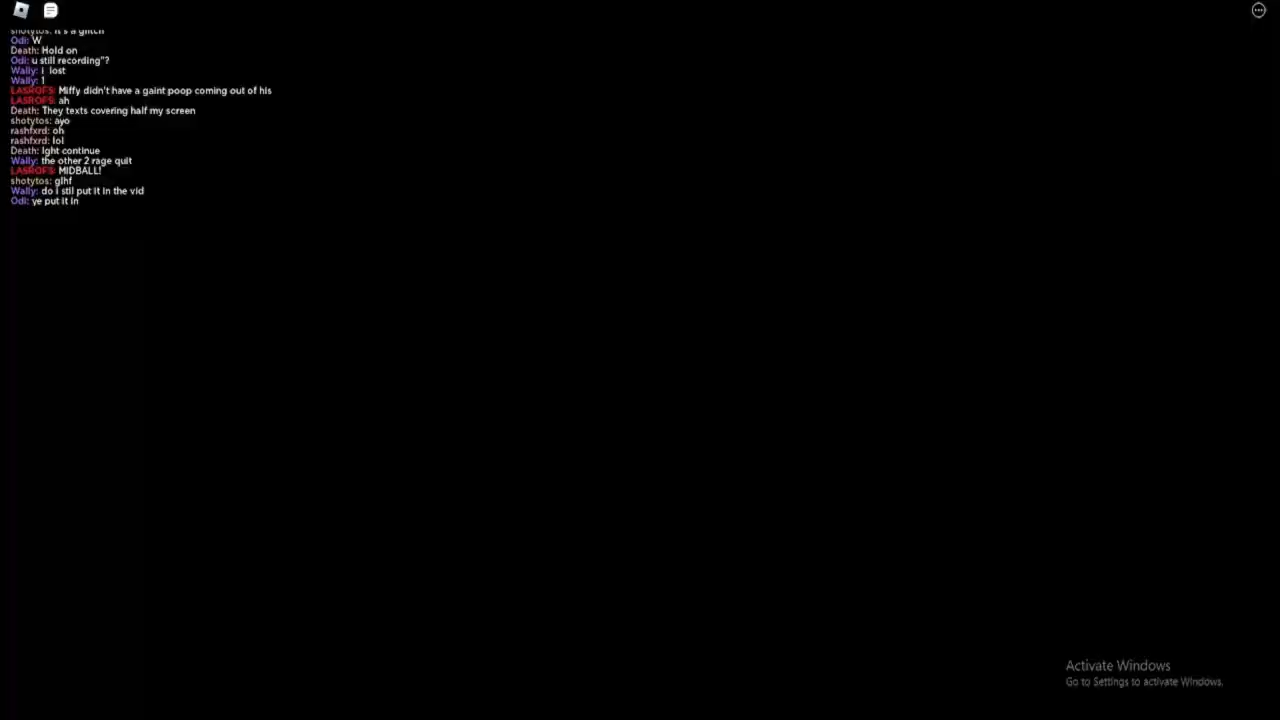 shotytos: it's a glitch
Odi: W
Death: Hold on
Odi: u still recording"?
Wally: i lost
Wally: 1
LASROFS: Miffy didn't have a gaint poop coming out of his
LASROFS: ah
Death: They texts covering half my screen
shotytos: ayo
rashfxrd: oh
rashfxrd: lol
Death: Ight continue
Wally: the other 2 rage quit
LASROFS: MIDBALL!
shotytos: glhf
Wally: do i stil put it in the vid
Odi: ye put it in
Activate Windows
Go to Settings to activate Windows.